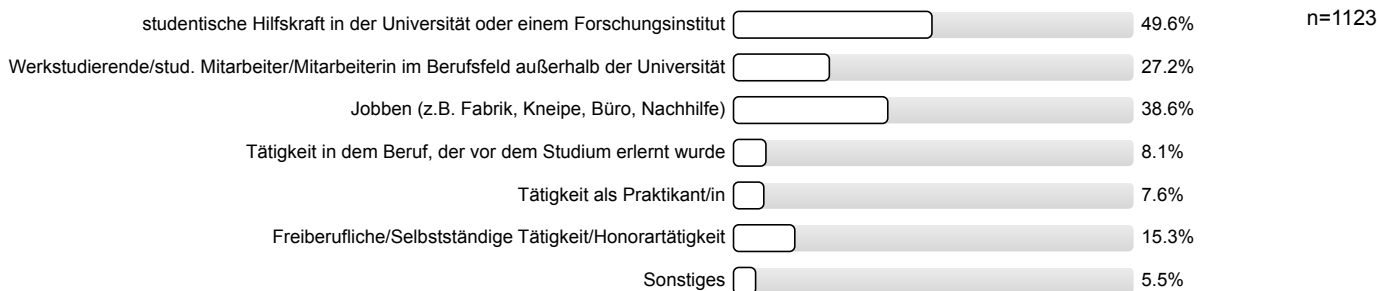 studentische Hilfskraft in der Universität oder einem Forschungsinstitut 49.6% n=1123
Werkstudierende/stud. Mitarbeiter/Mitarbeiterin im Berufsfeld außerhalb der Universität 27.2%
Jobben (z.B. Fabrik, Kneipe, Büro, Nachhilfe) 38.6%
Tätigkeit in dem Beruf, der vor dem Studium erlernt wurde 8.1%
Tätigkeit als Praktikant/in 7.6%
Freiberufliche/Selbstständige Tätigkeit/Honorartätigkeit 15.3%
Sonstiges 5.5%